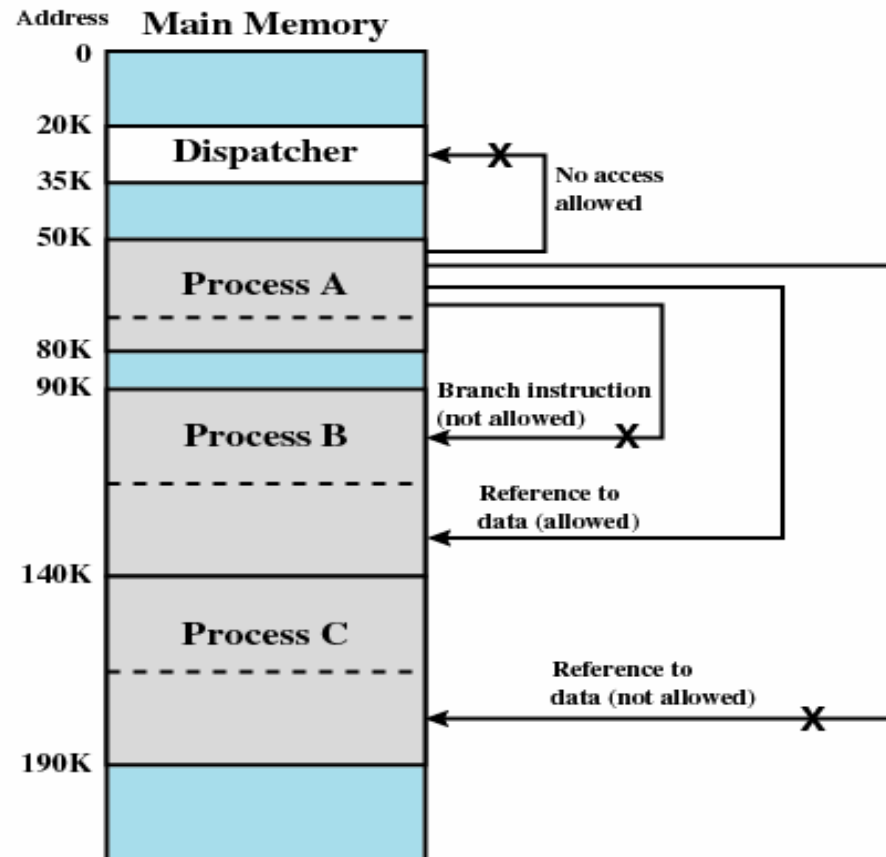 Address
Main Memory
0
20K
Dispatcher
X
No access
allowed
35K
50K
Process A
80K
90K
Branch instruction
(not allowed)
X
Process B
Reference to
data (allowed)
140K
Process C
Reference to
data (not allowed)
X
190K